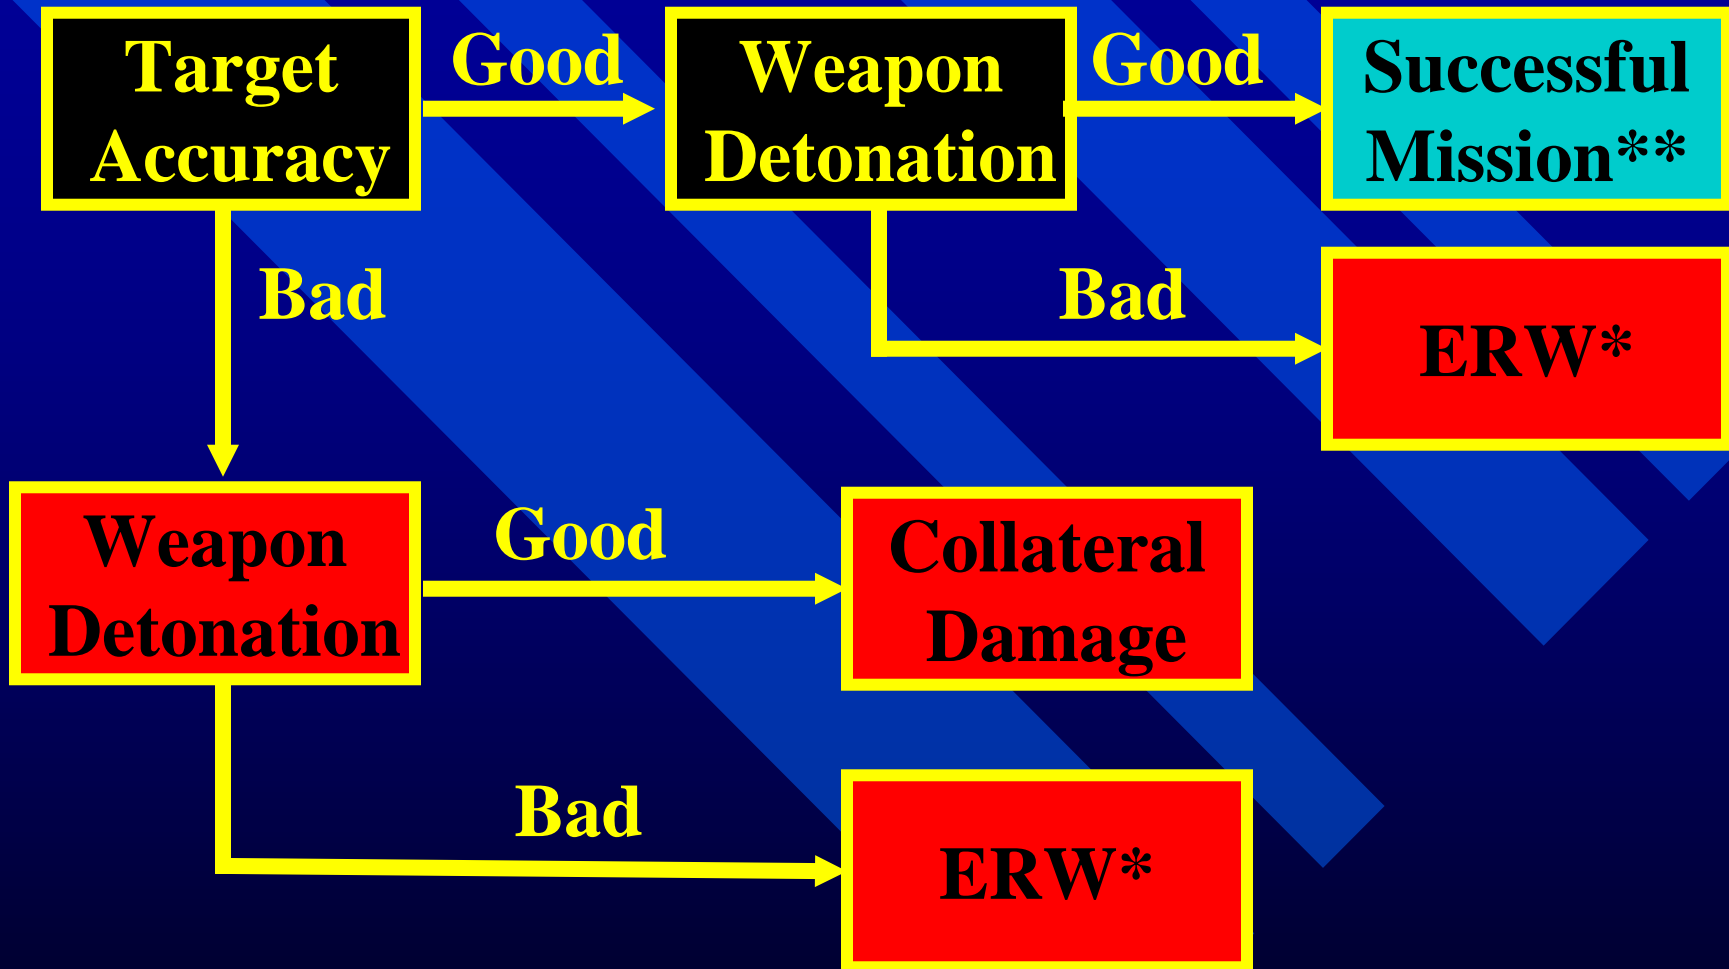 Target
Accuracy
Good
Weapon
Detonation
Good
Successful
Mission**
Bad
Bad
ERW*
Weapon
Detonation
Good
Collateral
Damage
Bad
ERW*